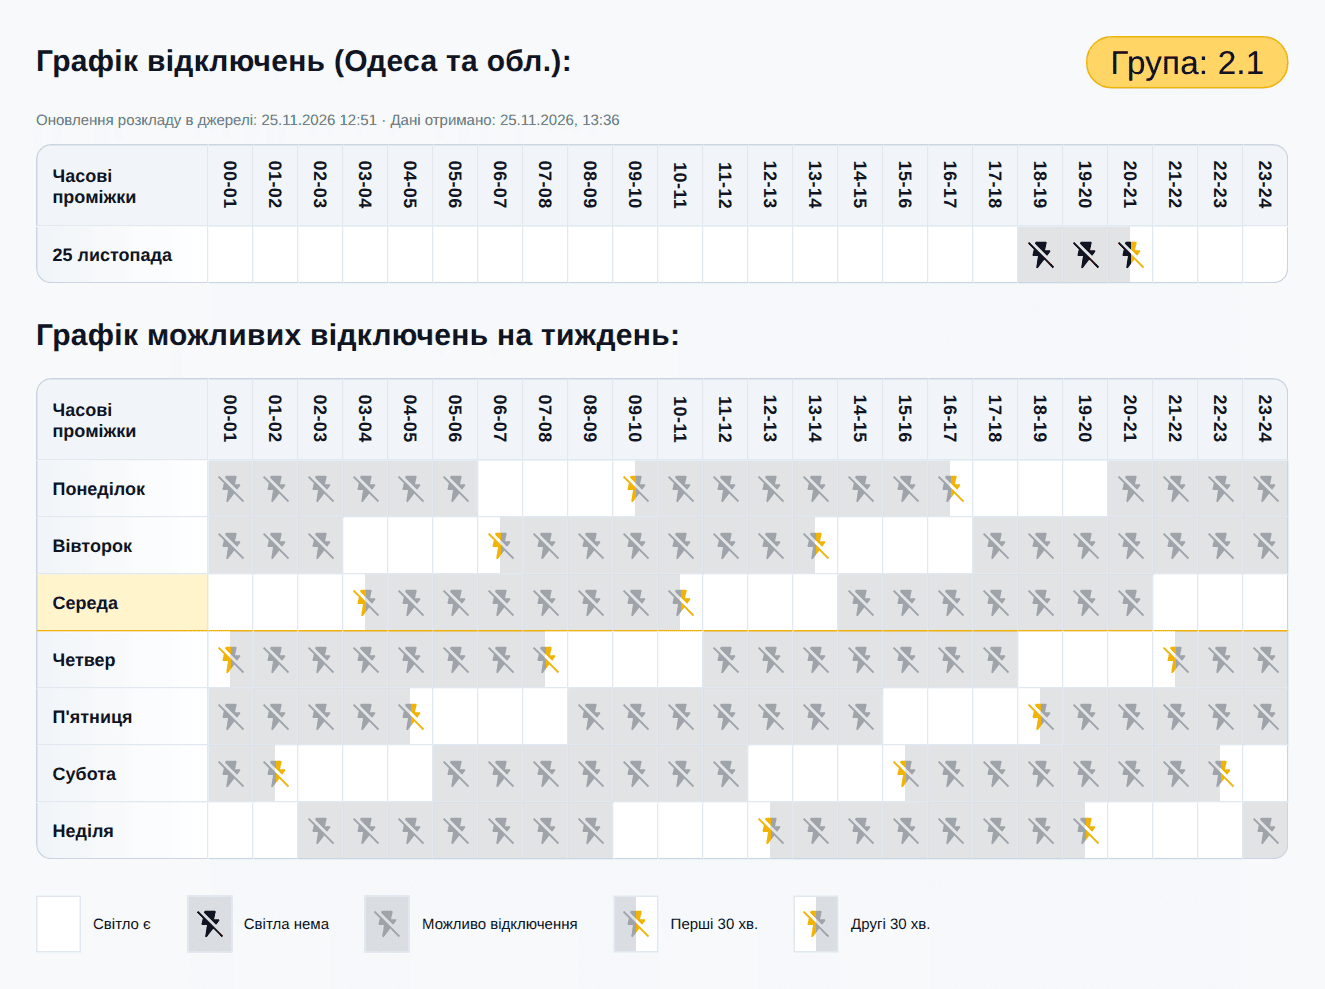 Графік відключень (Одеса та обл.):
Група: 2.1
Оновлення розкладу в джерелі: 25.11.2026 12:51 · Дані отримано: 25.11.2026, 13:36
Часові
проміжки
00-01 01-02 02-03 03-04 04-05 05-06 06-07 07-08 08-09 09-10 10-11 11-12 12-13 13-14 14-15 15-16 16-17 17-18 18-19 19-20 20-21 21-22 22-23 23-24
25 листопада
Графік можливих відключень на тиждень:
Часові
проміжки
00-01 01-02 02-03 03-04 04-05 05-06 06-07 07-08 08-09 09-10 10-11 11-12 12-13 13-14 14-15 15-16 16-17 17-18 18-19 19-20 20-21 21-22 22-23 23-24
Понеділок
Вівторок
Середа
Четвер
П'ятниця
Субота
Неділя
Світло є
Світла нема
Можливо відключення
Перші 30 хв.
Другі 30 хв.